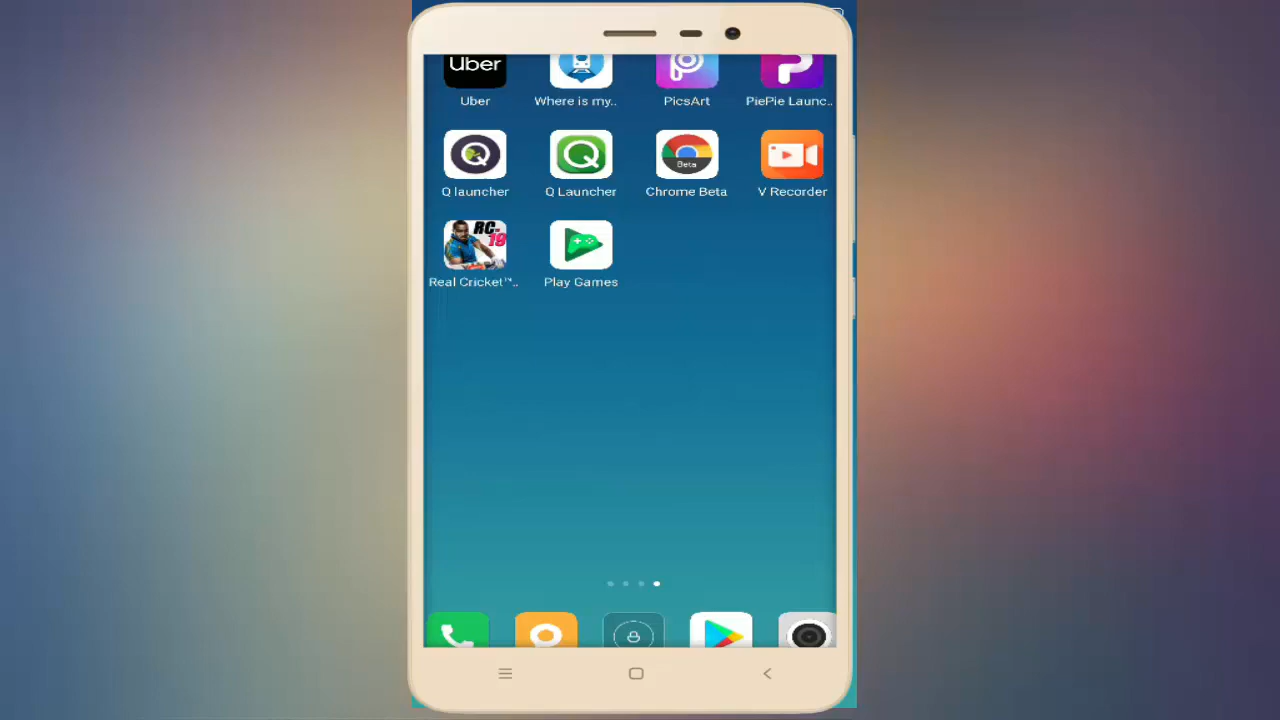 Uber
Uber Where is my.. PicsArt PiePie Launc..
Beta
Q launcher Q Launcher Chrome Beta V Recorder
RC
19
Real Cricket™.. Play Games